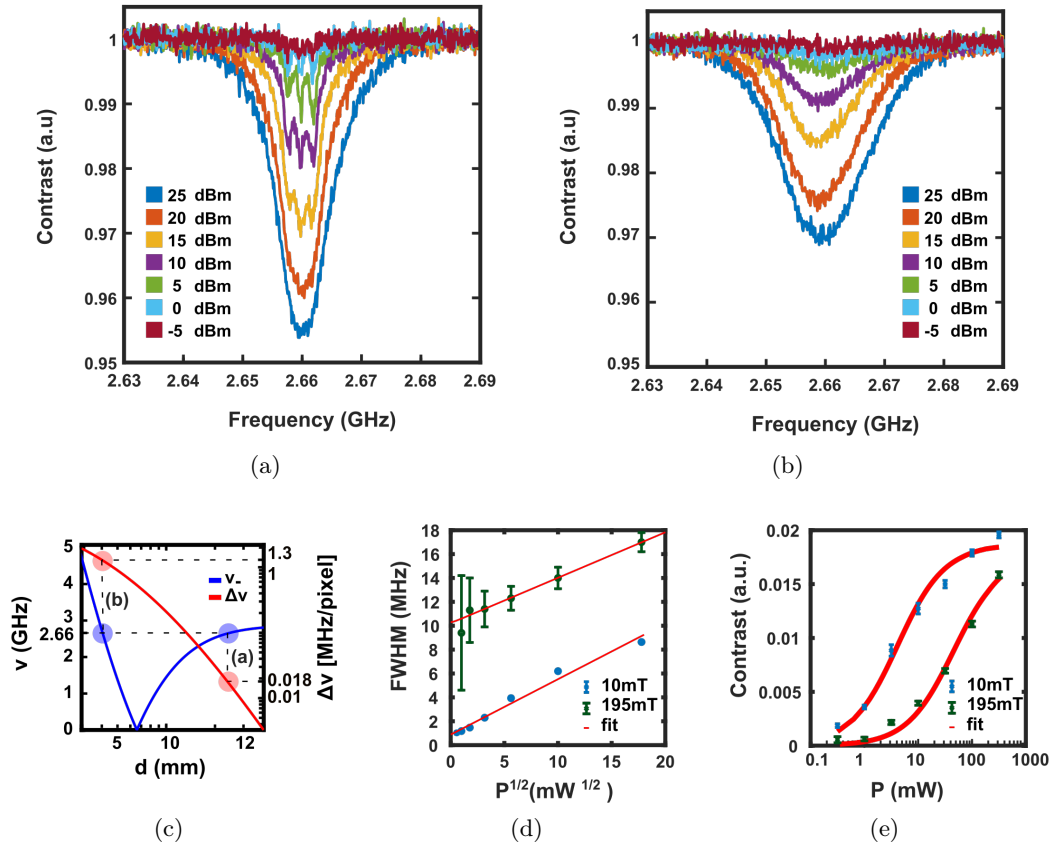 1
0.99
0.98
0.97
0.96
0.95
Contrast (a.u)
25 dBm
20 dBm
15 dBm
10 dBm
5 dBm
0 dBm
-5 dBm
2.63 2.64 2.65 2.66 2.67 2.68 2.69
Frequency (GHz)
(a)
1
0.99
0.98
0.97
0.96
0.95
Contrast (a.u)
25 dBm
20 dBm
15 dBm
10 dBm
5 dBm
0 dBm
-5 dBm
2.63 2.64 2.65 2.66 2.67 2.68 2.69
Frequency (GHz)
(b)
5
4
3
2.66
2
1
0
ν (GHz)
ν-
Δν
(b)
(a)
1.3
1
0.018
0.01
Δν [MHz/pixel]
5 10 12
d (mm)
(c)
18
16
14
12
10
8
6
4
2
0
FWHM (MHz)
10mT
195mT
fit
0 5 10 15 20
P^1/2(mW ^1/2 )
(d)
0.02
0.015
0.01
0.005
0
Contrast (a.u.)
10mT
195mT
fit
0.1 1 10 100 1000
P (mW)
(e)